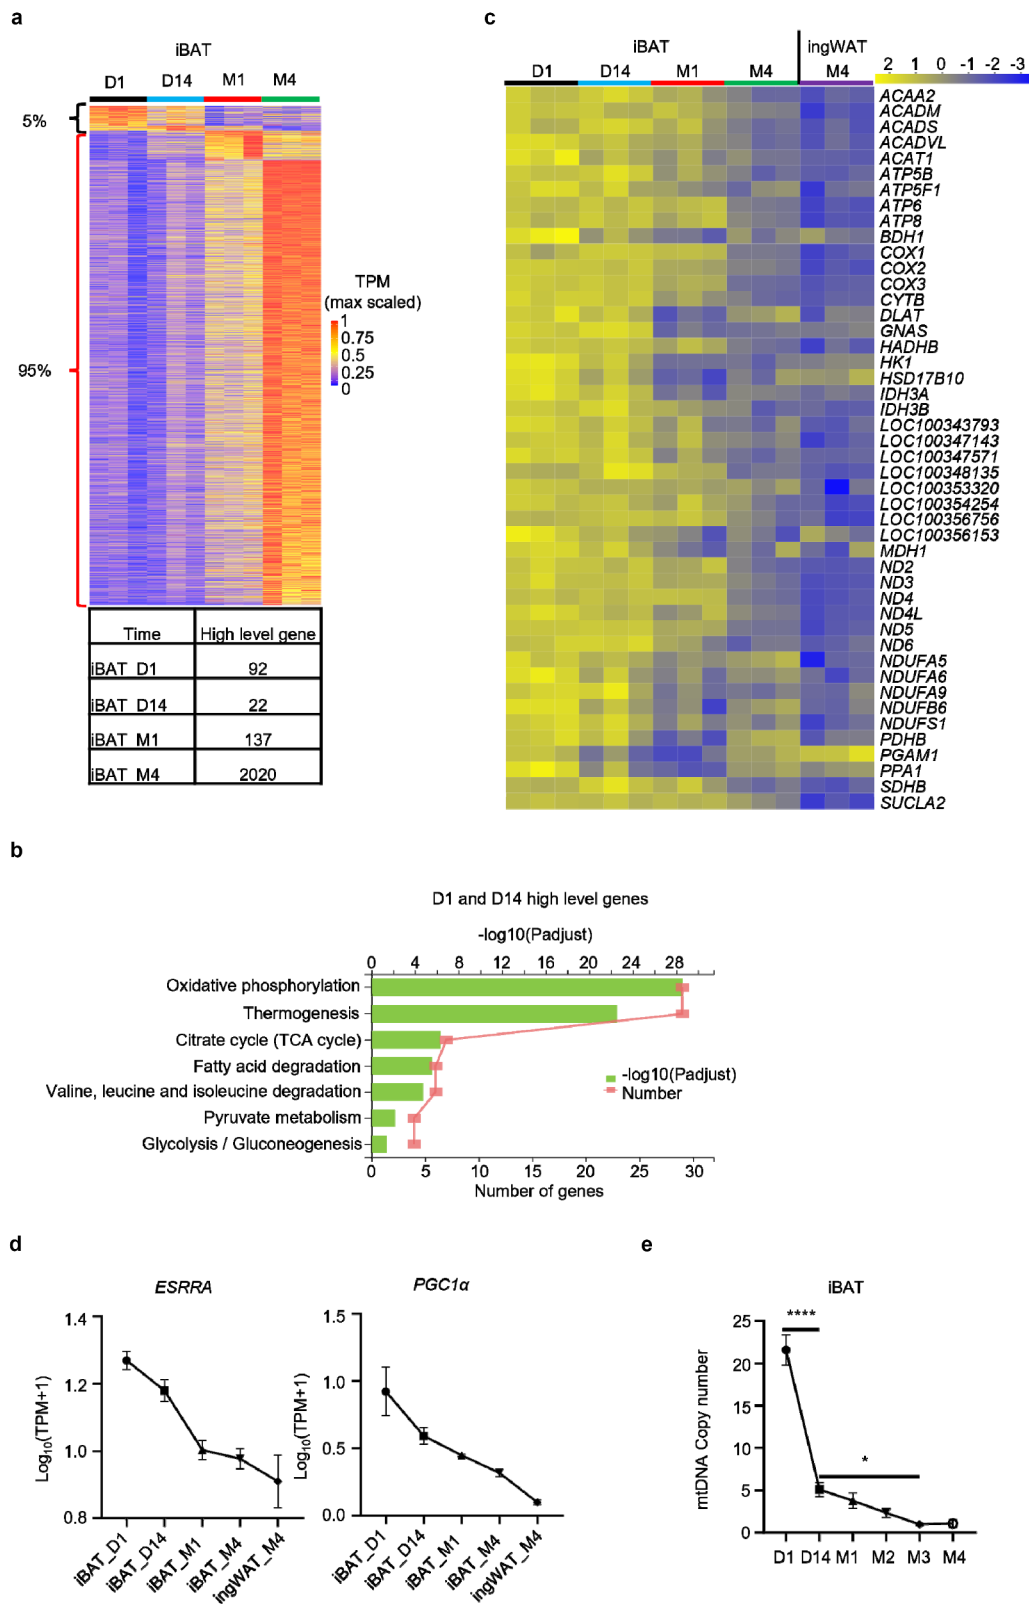 a
iBAT
D1 D14 M1 M4
5%
95%
TPM
(max scaled)
1
0.75
0.5
0.25
0
Time High level gene
iBAT D1 92
iBAT D14 22
iBAT M1 137
iBAT M4 2020
c
iBAT ingWAT
D1 D14 M1 M4 M4
2 1 0 -1 -2 -3
ACAA2
ACADM
ACADS
ACADVL
ACAT1
ATP5B
ATP5F1
ATP6
ATP8
BDH1
COX1
COX2
COX3
CYTB
DLAT
GNAS
HADHB
HK1
HSD17B10
IDH3A
IDH3B
LOC100343793
LOC100347143
LOC100347571
LOC100348135
LOC100353320
LOC100354254
LOC100356756
LOC100356153
MDH1
ND2
ND3
ND4
ND4L
ND5
ND6
NDUFA5
NDUFA6
NDUFA9
NDUFB6
NDUFS1
PDHB
PGAM1
PPA1
SDHB
SUCLA2
b
D1 and D14 high level genes
-log10(Padjust)
0 4 6 8 12 16 20 24 28
Oxidative phosphorylation
Thermogenesis
Citrate cycle (TCA cycle)
Fatty acid degradation
Valine, leucine and isoleucine degradation
Pyruvate metabolism
Glycolysis / Gluconeogenesis
-log10(Padjust)
Number
0 5 10 15 20 25 30
Number of genes
d
ESRRA
Log10(TPM+1)
1.4
1.2
1.0
0.8
iBAT_D1
iBAT_D14
iBAT_M1
iBAT_M4
ingWAT_M4
PGC1α
Log10(TPM+1)
1.5
1.0
0.5
0.0
iBAT_D1
iBAT_D14
iBAT_M1
iBAT_M4
ingWAT_M4
e
iBAT
mtDNA Copy number
25
20
15
10
5
0
****
*
D1 D14 M1 M2 M3 M4